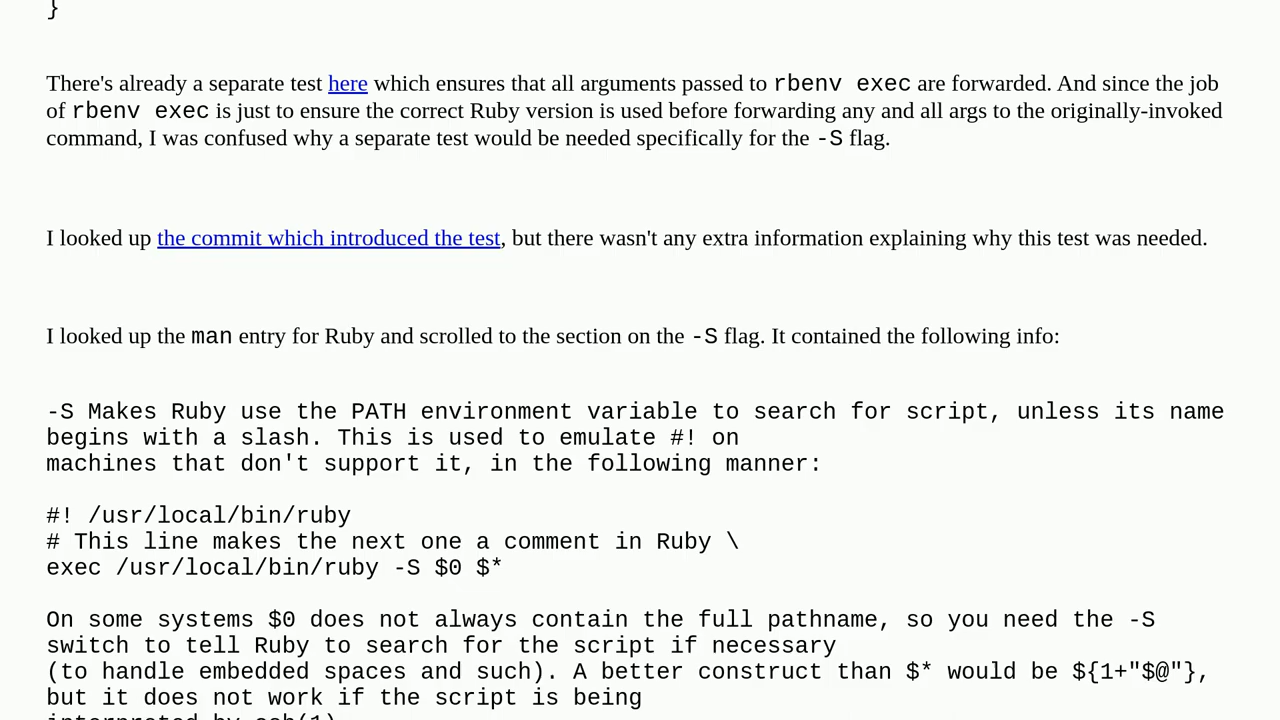 }
There's already a separate test here which ensures that all arguments passed to rbenv exec are forwarded. And since the job
of rbenv exec is just to ensure the correct Ruby version is used before forwarding any and all args to the originally-invoked
command, I was confused why a separate test would be needed specifically for the -S flag.
I looked up the commit which introduced the test, but there wasn't any extra information explaining why this test was needed.
I looked up the man entry for Ruby and scrolled to the section on the -S flag. It contained the following info:
-S Makes Ruby use the PATH environment variable to search for script, unless its name
begins with a slash. This is used to emulate #! on
machines that don't support it, in the following manner:
#! /usr/local/bin/ruby
# This line makes the next one a comment in Ruby \
exec /usr/local/bin/ruby -S $0 $*
On some systems $0 does not always contain the full pathname, so you need the -S
switch to tell Ruby to search for the script if necessary
(to handle embedded spaces and such). A better construct than $* would be ${1+"$@"},
but it does not work if the script is being
interpreted by csh(1).